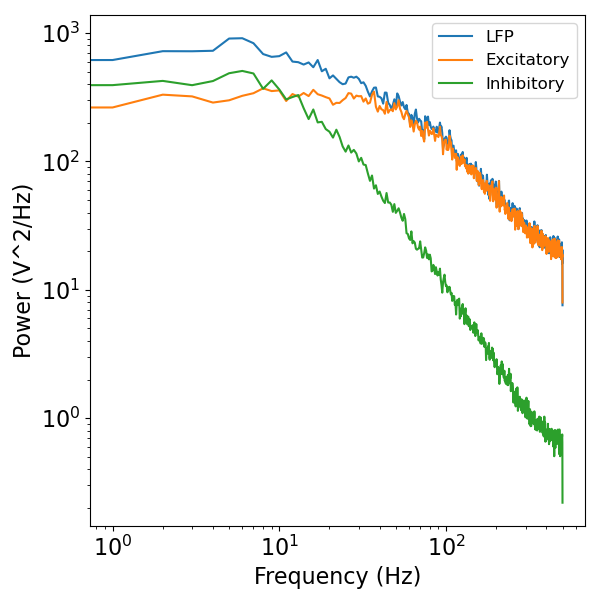 10^3
10^2
10^1
10^0
Power (V^2/Hz)
LFP
Excitatory
Inhibitory
10^0
10^1
10^2
Frequency (Hz)